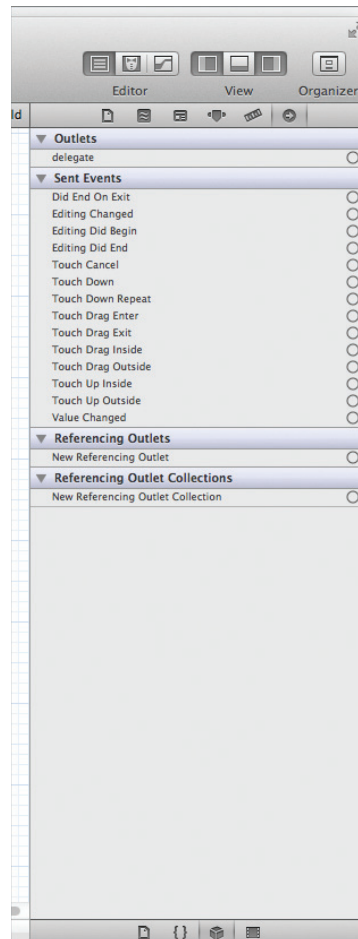 Editor View Organizer
ld
Outlets
delegate
Sent Events
Did End On Exit
Editing Changed
Editing Did Begin
Editing Did End
Touch Cancel
Touch Down
Touch Down Repeat
Touch Drag Enter
Touch Drag Exit
Touch Drag Inside
Touch Drag Outside
Touch Up Inside
Touch Up Outside
Value Changed
Referencing Outlets
New Referencing Outlet
Referencing Outlet Collections
New Referencing Outlet Collection
{}